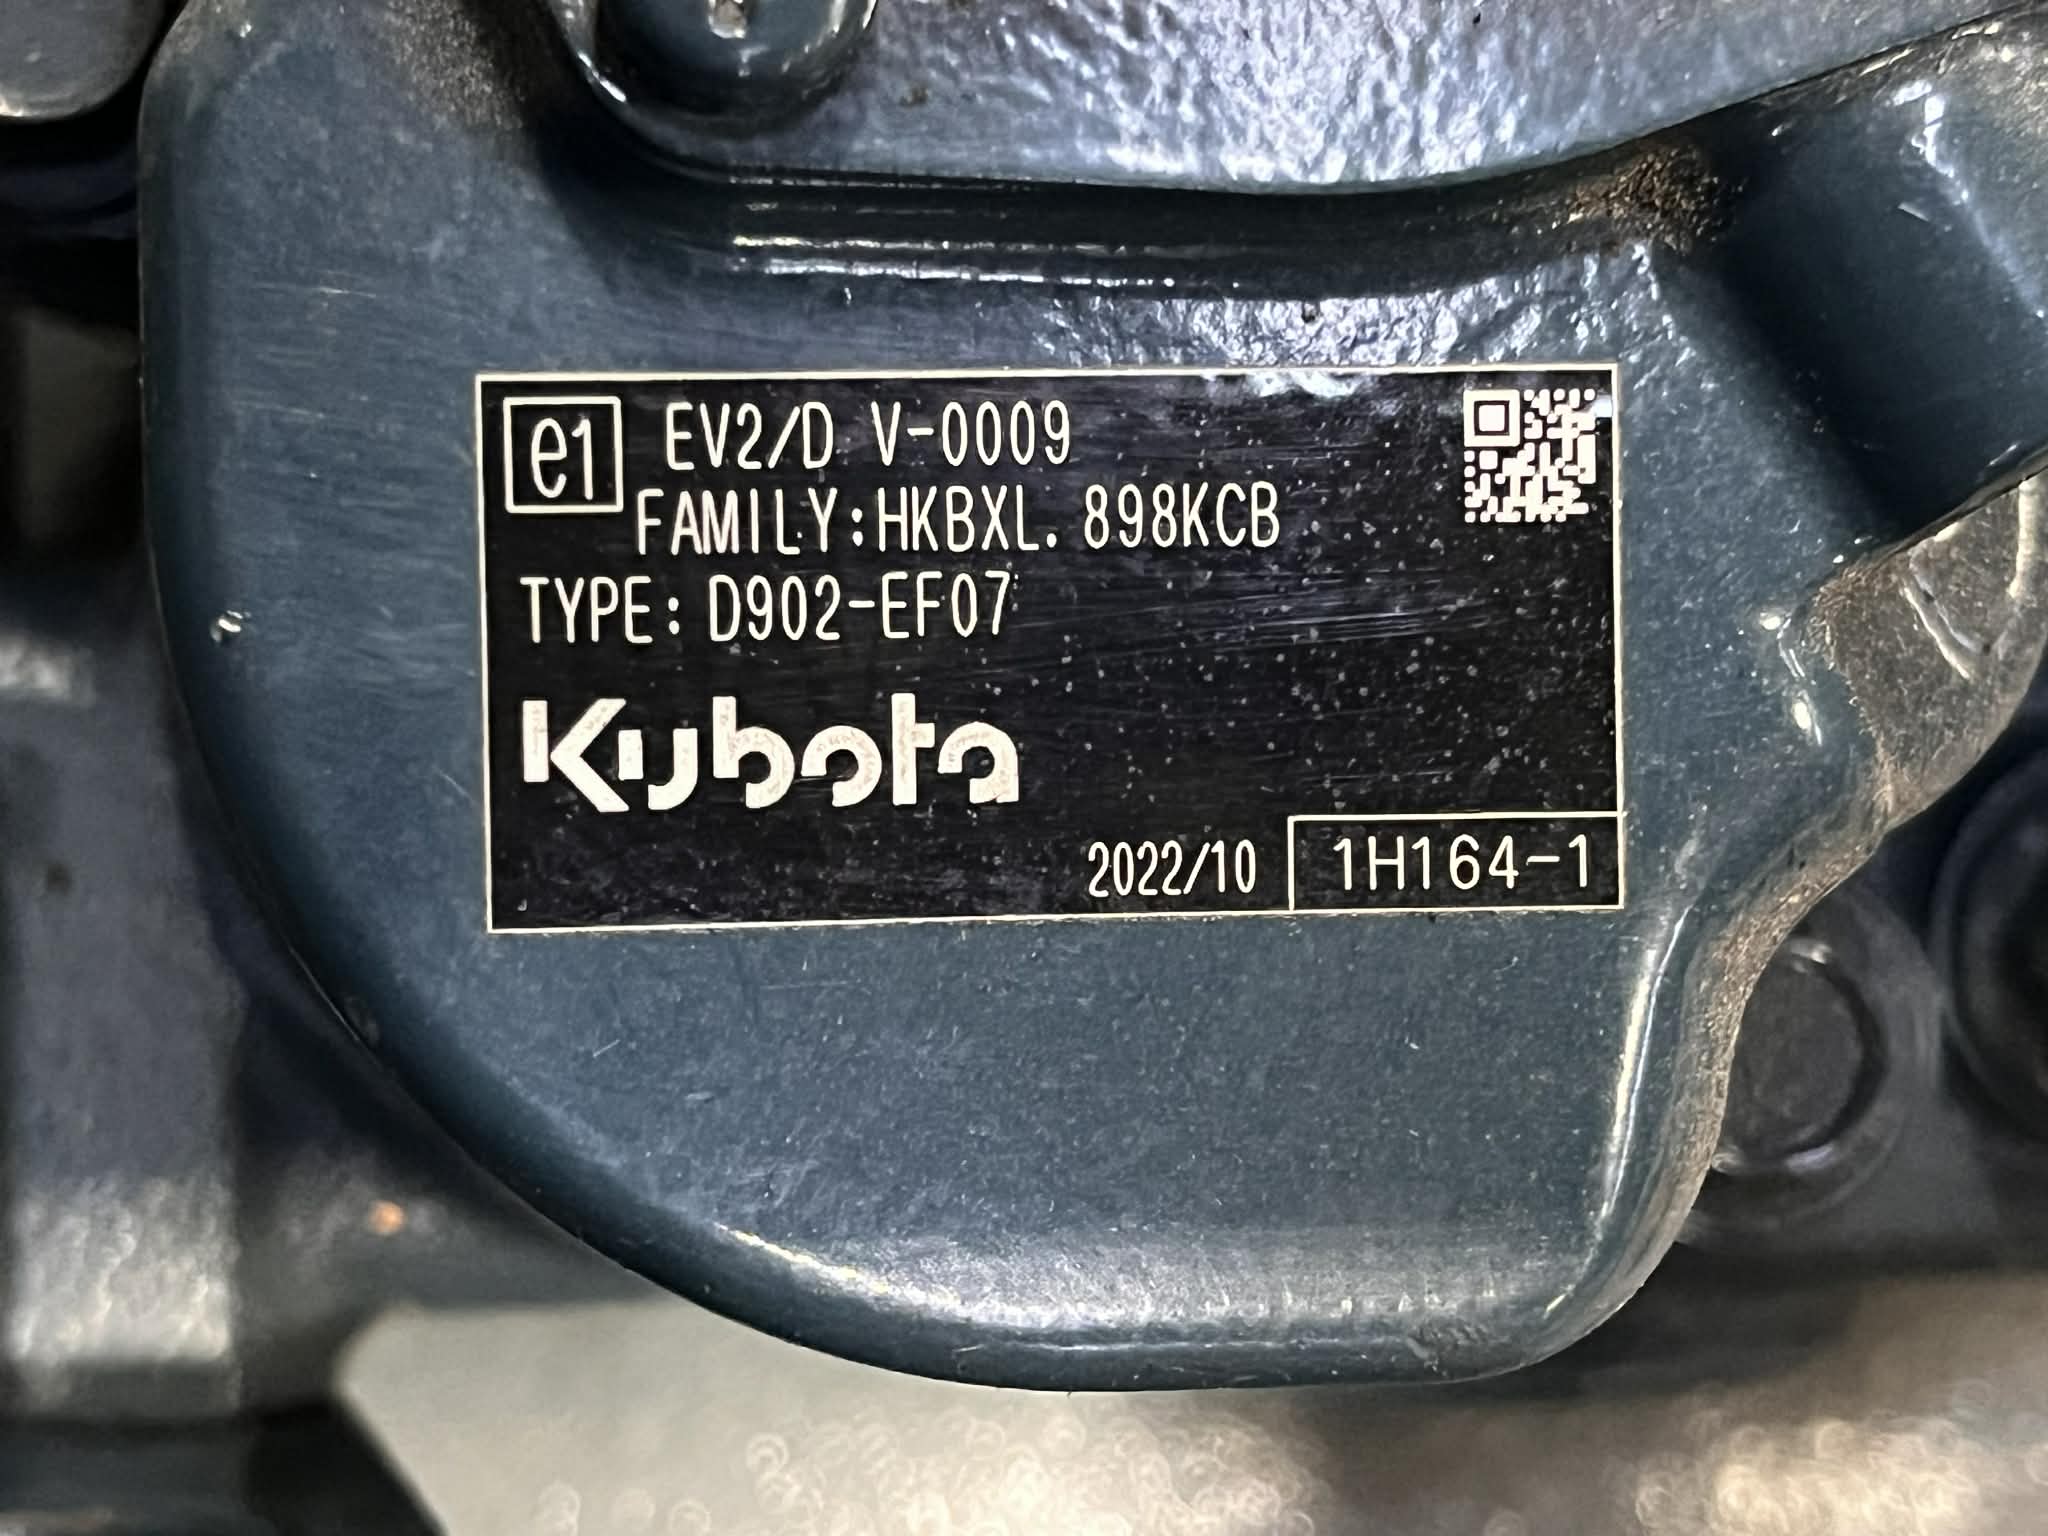 e1 EV2/D V-0009
FAMILY:HKBXL.898KCB
TYPE:D902-EF07
Kubota
2022/10 1H164-1